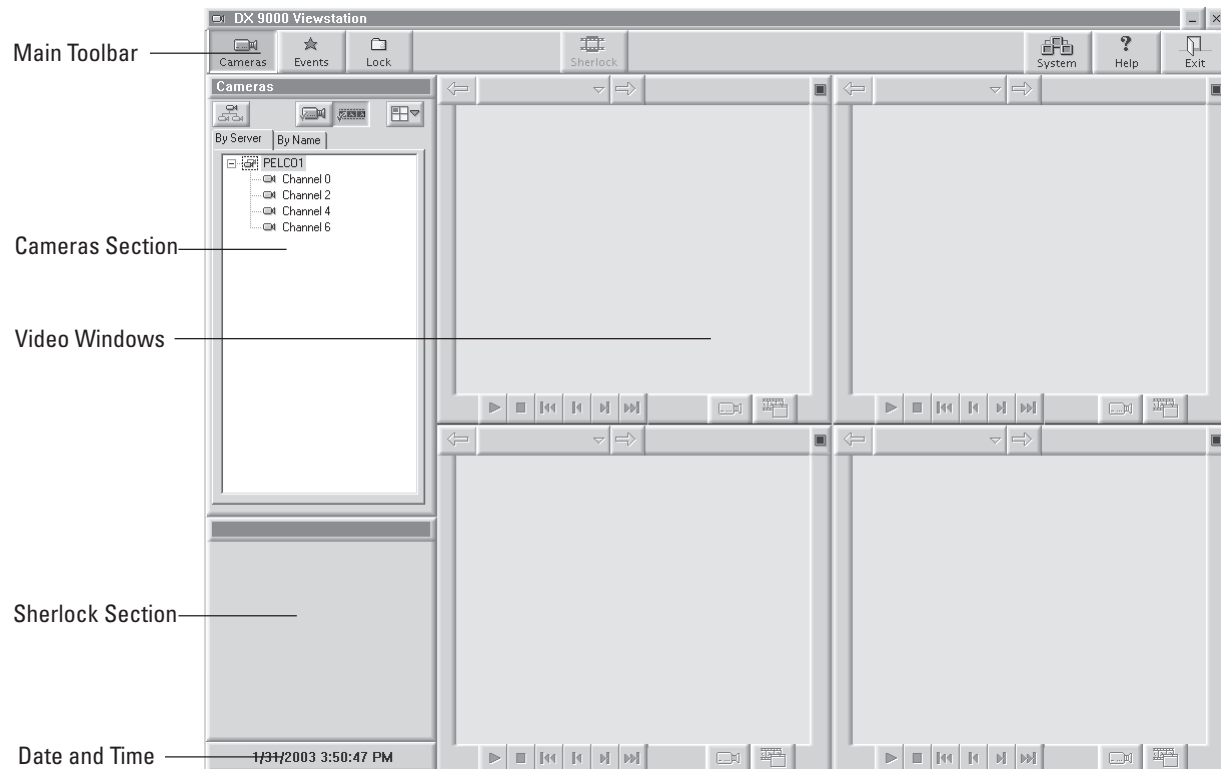 DX 9000 Viewstation
Main Toolbar
Cameras
Events
Lock
Sherlock
System
? Help
Exit
Cameras
By Server
By Name
PELCO1
Channel 0
Channel 2
Channel 4
Channel 6
Cameras Section
Video Windows
Sherlock Section
Date and Time
1/31/2003 3:50:47 PM